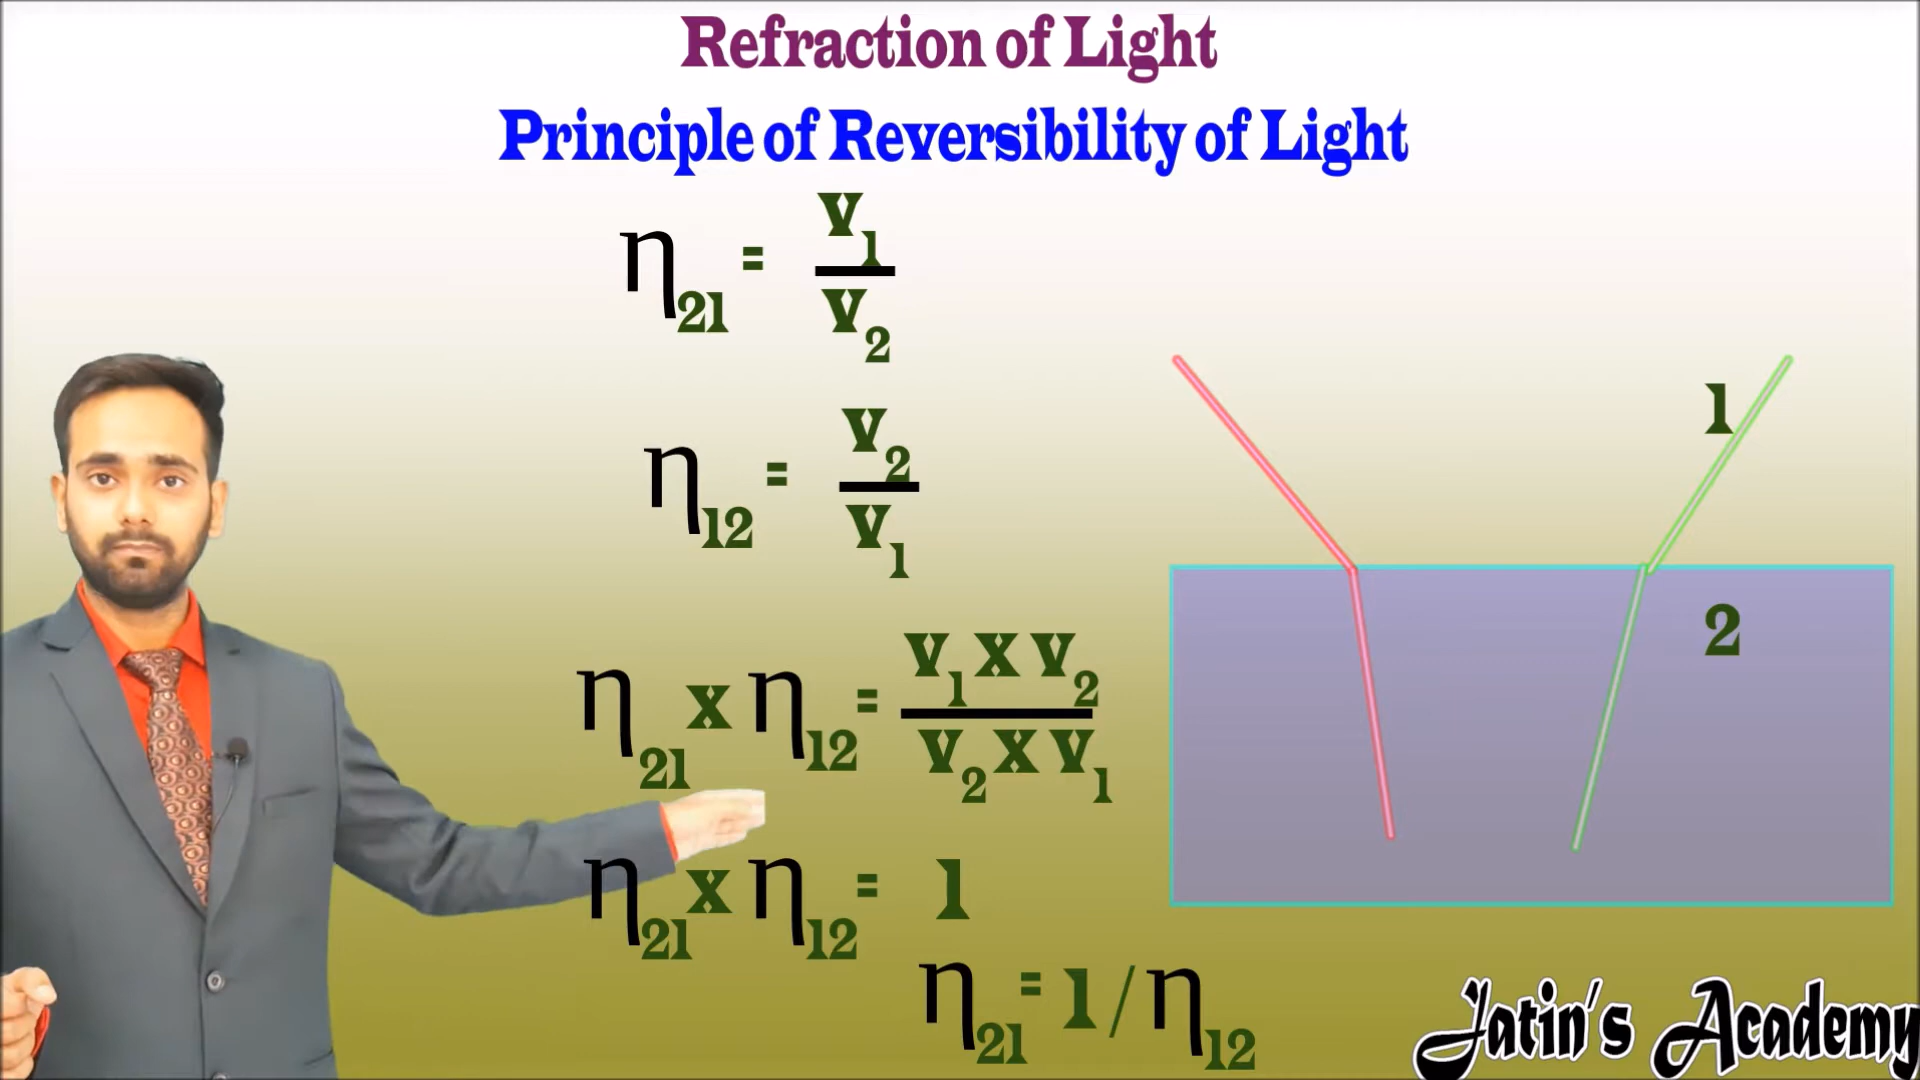 Refraction of Light
Principle of Reversibility of Light
η21 = v1/v2
η12 = v2/v1
η21 x η12 = v1 x v2 / v2 x v1
η21 x η12 = 1
η21 = 1/η12
1
2
Jatin's Academy